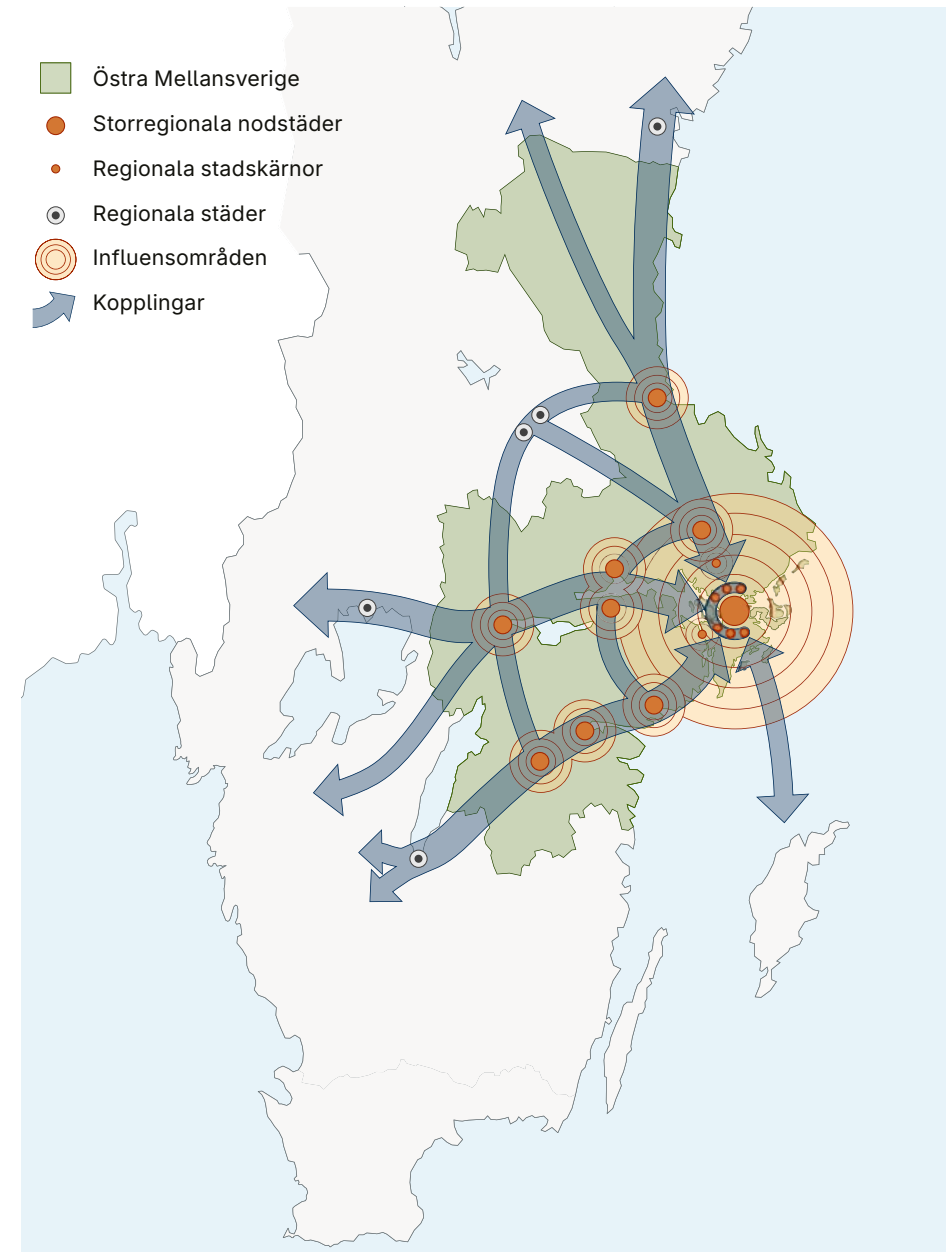 Östra Mellansverige
Storregionala nodstäder
Regionala stadskärnor
Regionala städer
Influensområden
Kopplingar